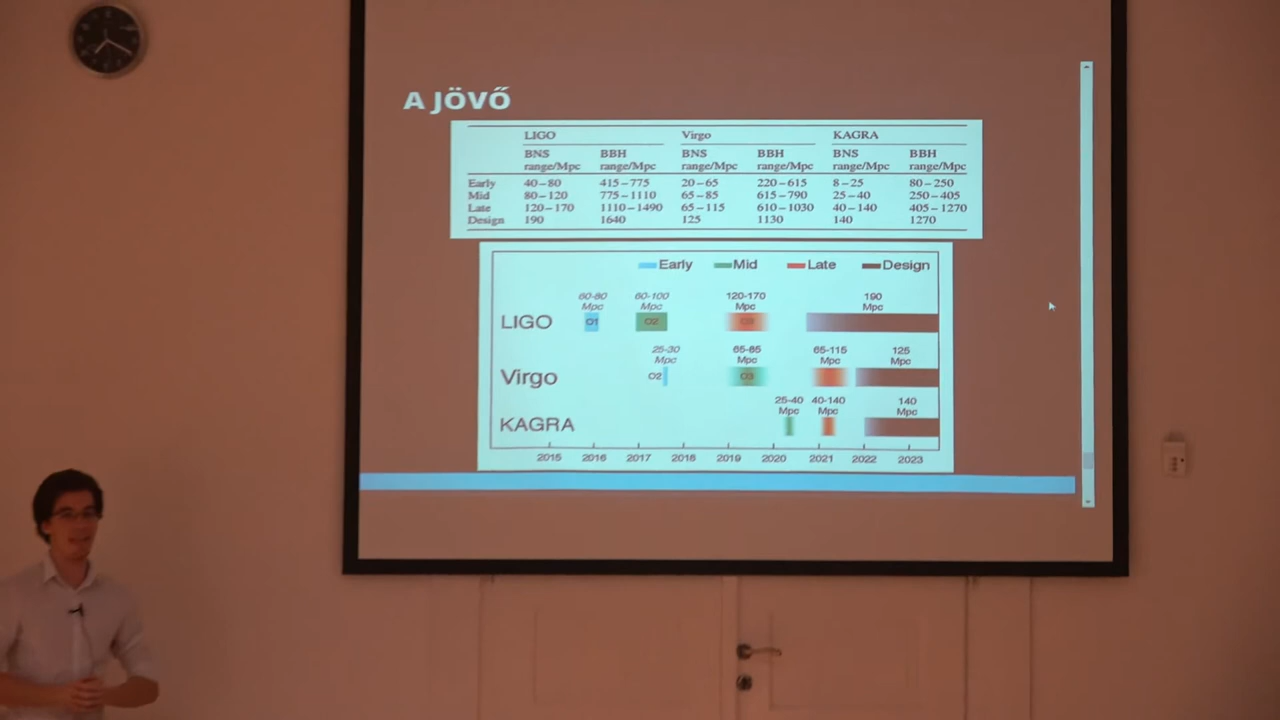 A JÖVŐ
LIGO Virgo KAGRA
BNS BBH BNS BBH BNS BBH
range/Mpc range/Mpc range/Mpc range/Mpc range/Mpc range/Mpc
Early 40–80 415–775 20–65 220–615 8–25 80–250
Mid 80–120 775–1110 65–85 615–790 25–40 250–405
Late 120–170 1110–1490 65–115 610–1030 40–140 405–1270
Design 190 1640 125 1130 140 1270
Early Mid Late Design
60-80 60-100 120-170 190
Mpc Mpc Mpc Mpc
LIGO O1 O2 O3
25-30 65-85 65-115 125
Mpc Mpc Mpc Mpc
Virgo O2 O3
25-40 40-140 140
Mpc Mpc Mpc
KAGRA
2015 2016 2017 2018 2019 2020 2021 2022 2023